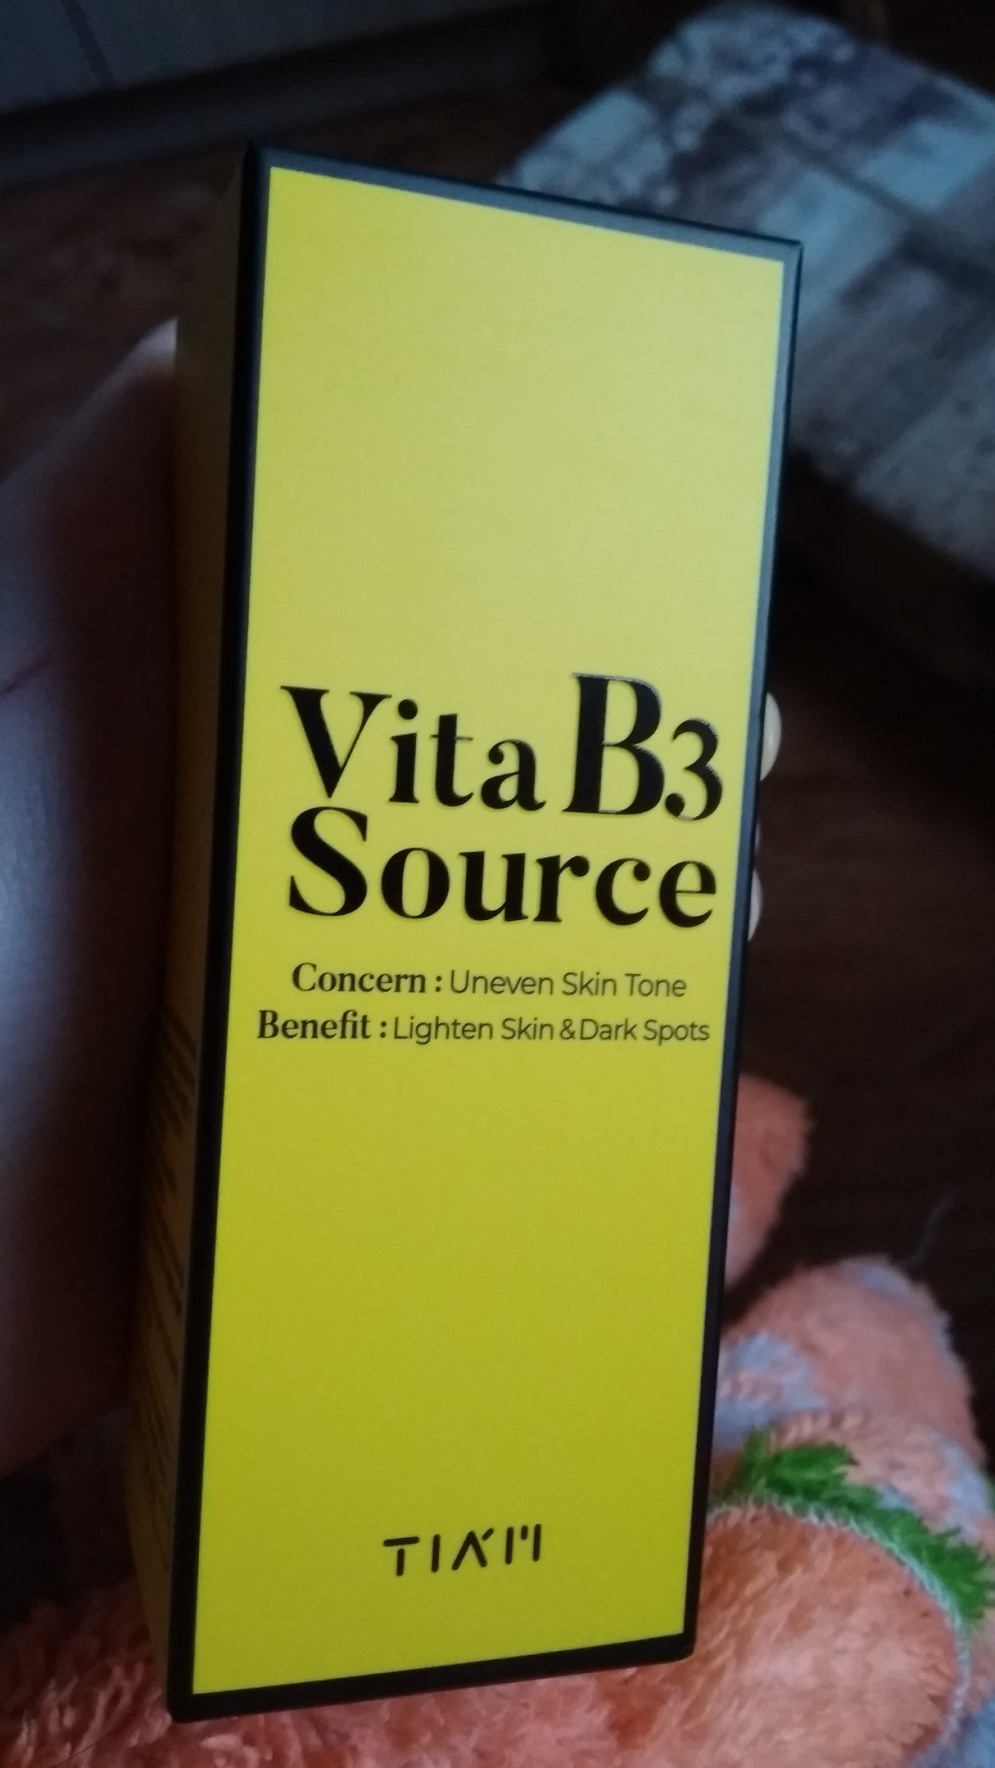 Vita B3
Source
Concern : Uneven Skin Tone
Benefit : Lighten Skin & Dark Spots
TIAM